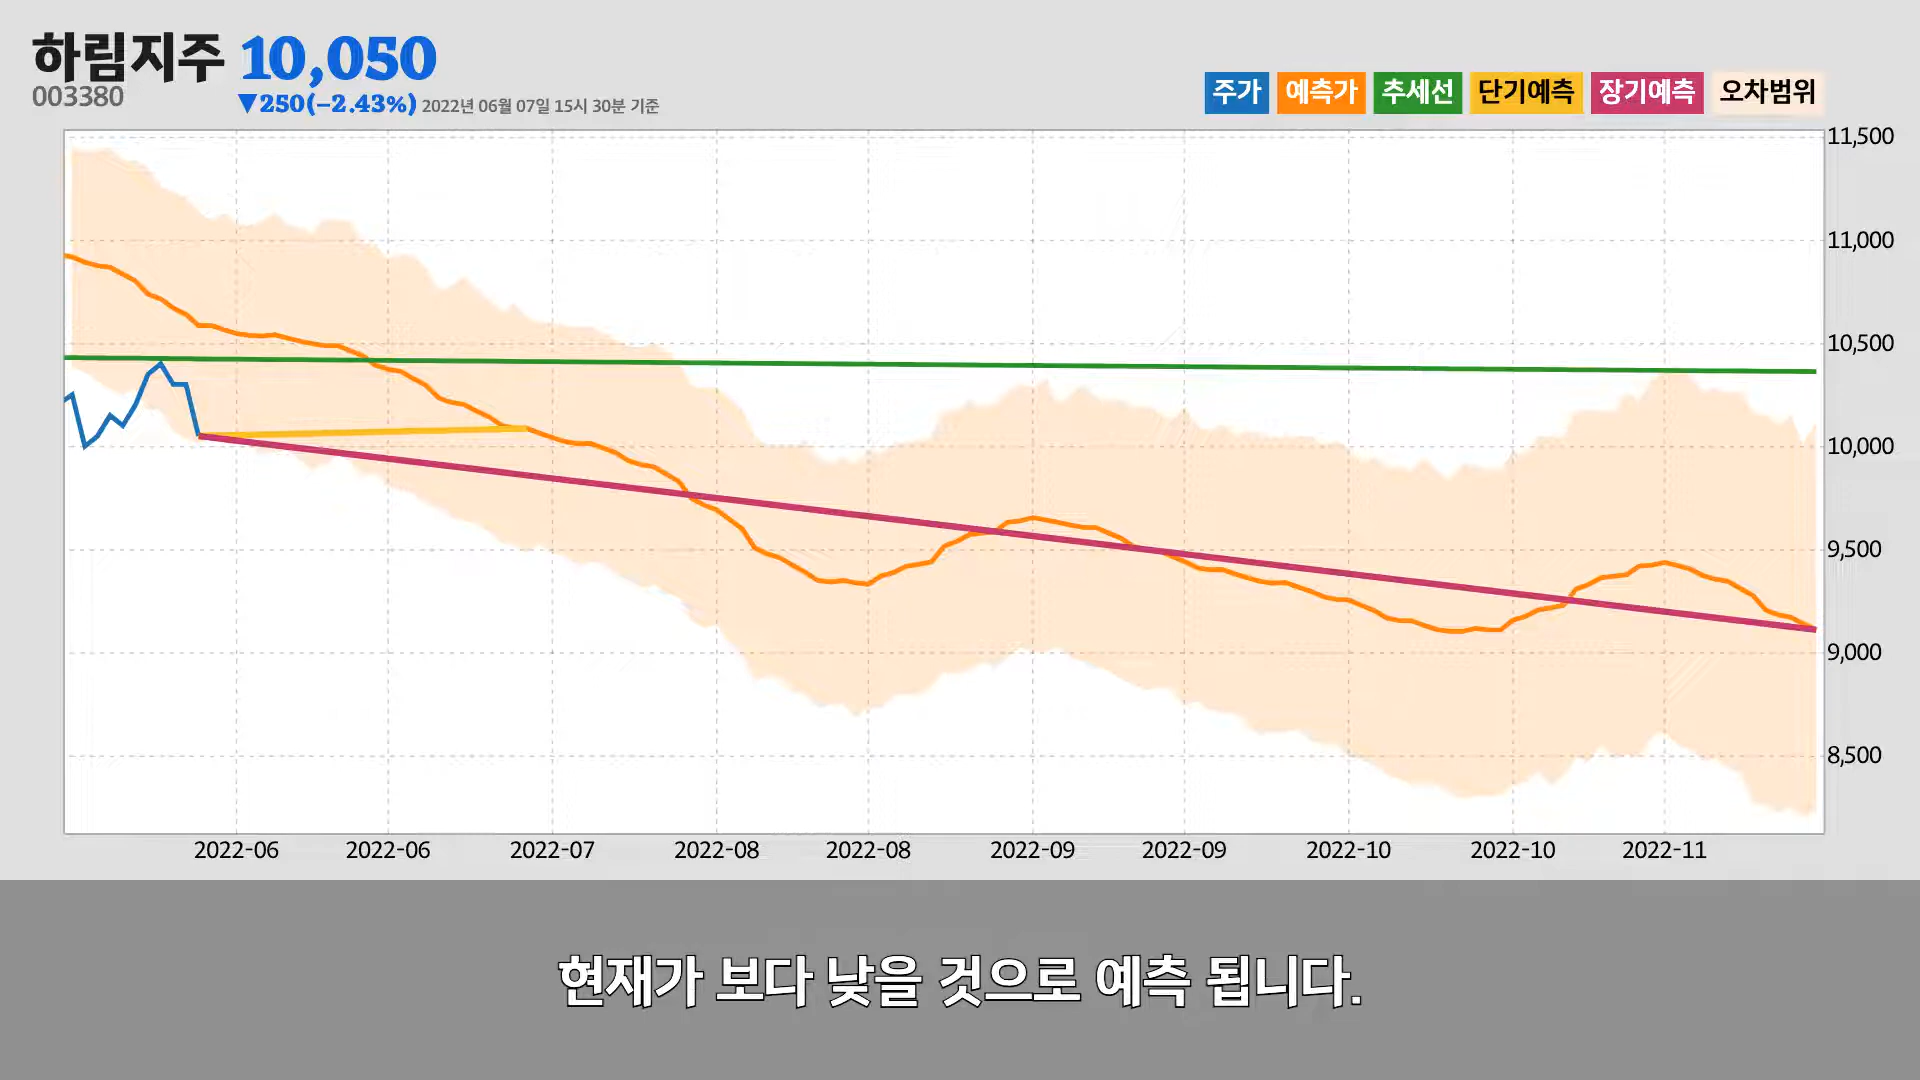 하림지주 10,050
003380
▼250(−2.43%) 2022년 06월 07일 15시 30분 기준
주가 예측가 추세선 단기예측 장기예측 오차범위
11,500
11,000
10,500
10,000
9,500
9,000
8,500
2022-06 2022-06 2022-07 2022-08 2022-08 2022-09 2022-09 2022-10 2022-10 2022-11
현재가 보다 낮을 것으로 예측 됩니다.